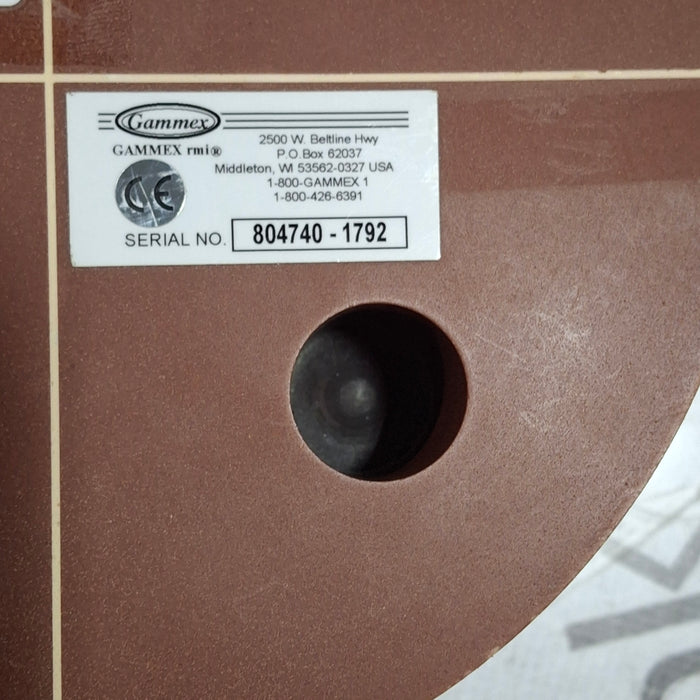 Gammex
GAMMEX rmi®
2500 W. Beltline Hwy
P.O.Box 62037
Middleton, WI 53562-0327 USA
1-800-GAMMEX 1
1-800-426-6391
CE
SERIAL NO. 804740 - 1792